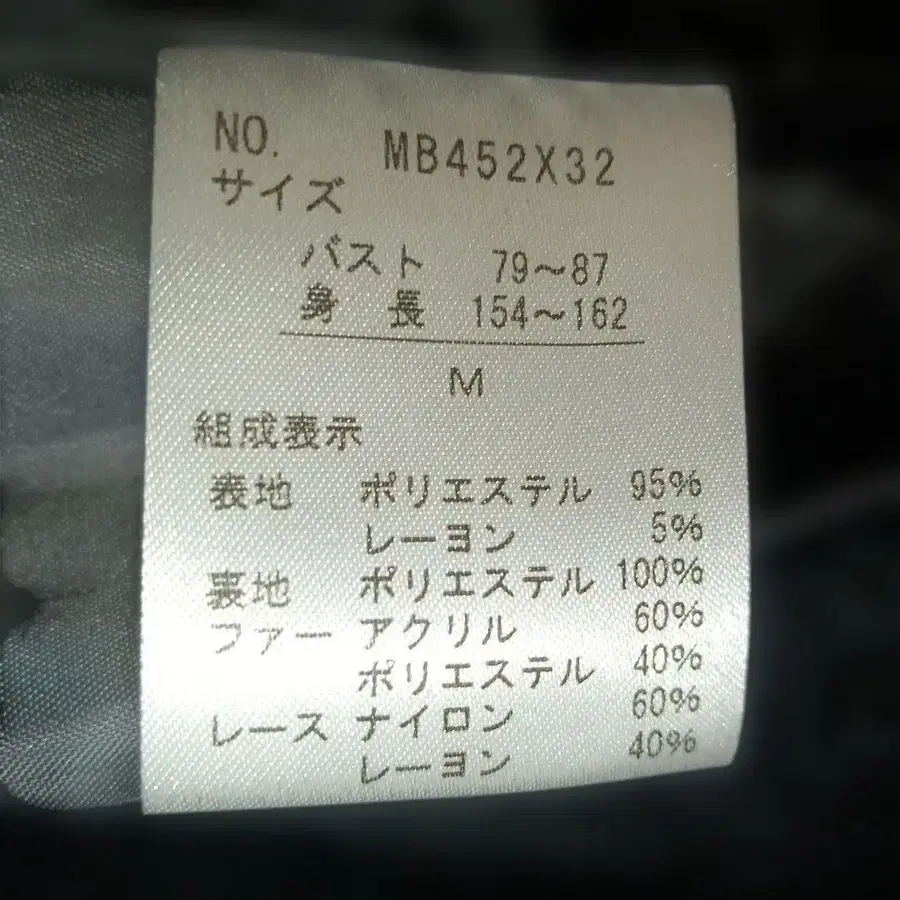 NO. MB452X32
サイズ
バスト 79～87
身長 154～162
M
組成表示
表地 ポリエステル 95%
レーヨン 5%
裏地 ポリエステル 100%
ファー アクリル 60%
ポリエステル 40%
レース ナイロン 60%
レーヨン 40%